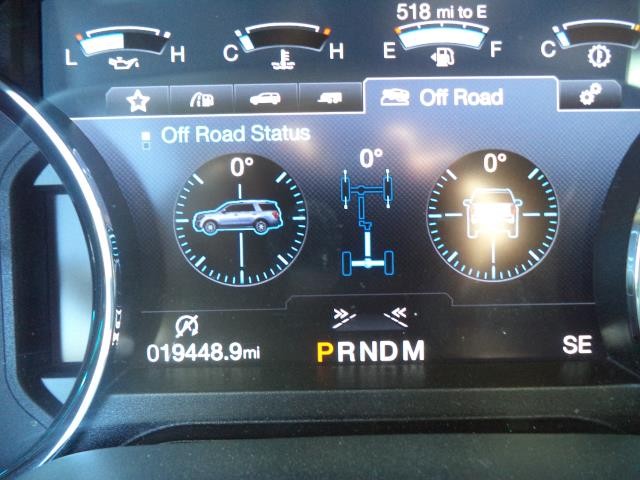 518 mi to E
L H C H E F C
Off Road
Off Road Status
0° 0° 0°
019448.9mi PRNDM SE